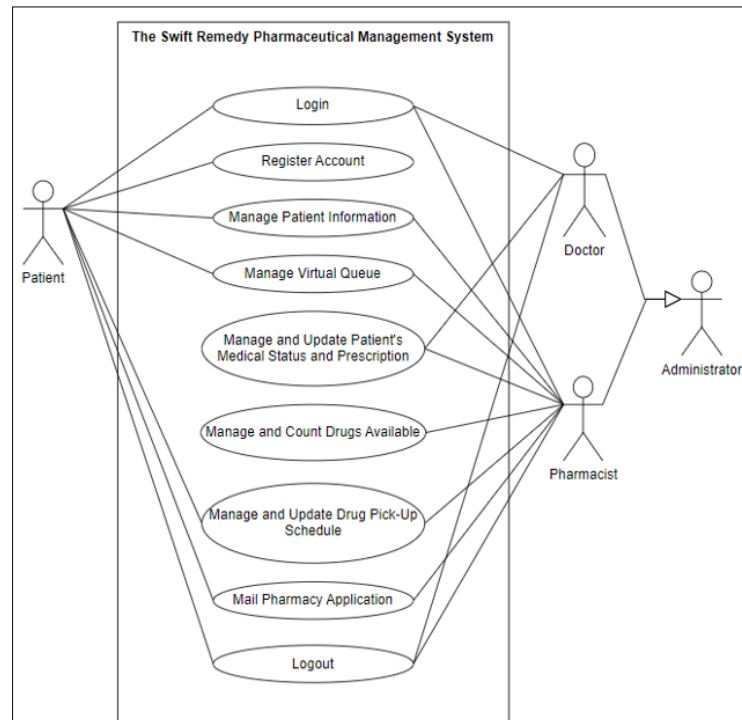 The Swift Remedy Pharmaceutical Management System
Login
Register Account
Manage Patient Information
Manage Virtual Queue
Manage and Update Patient's
Medical Status and Prescription
Manage and Count Drugs Available
Manage and Update Drug Pick-Up
Schedule
Mail Pharmacy Application
Logout
Patient
Doctor
Administrator
Pharmacist